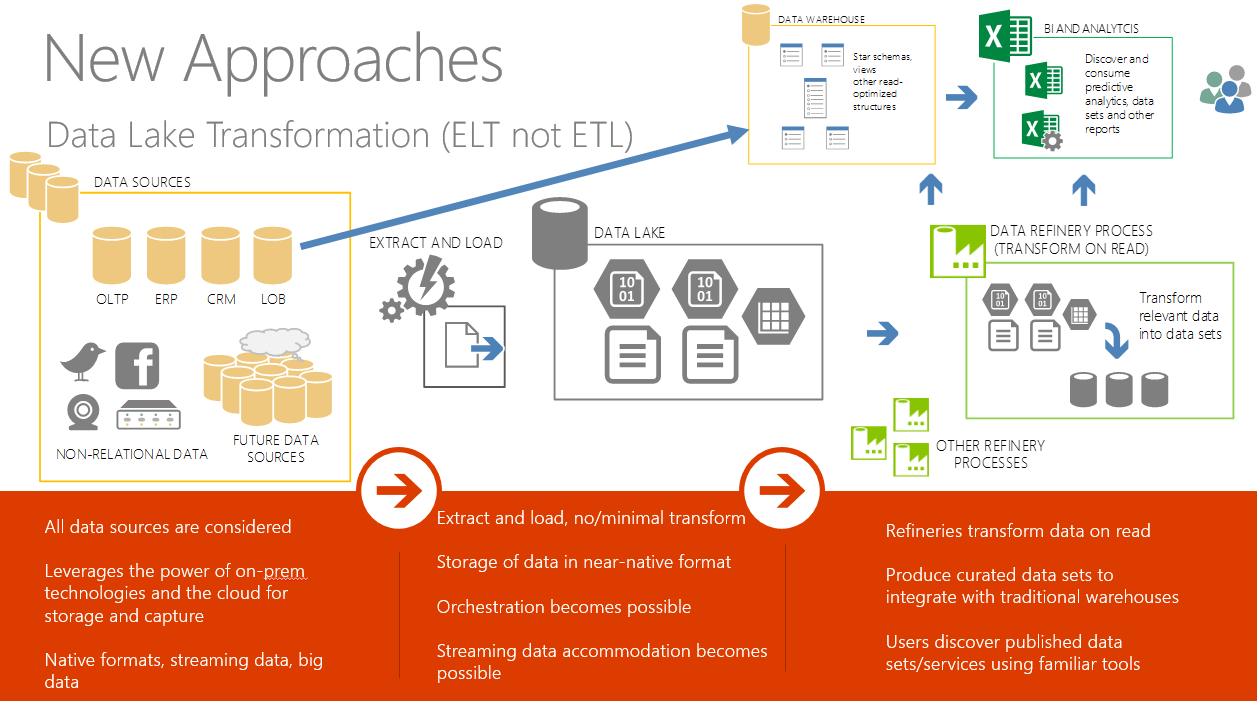 New Approaches
Data Lake Transformation (ELT not ETL)
DATA WAREHOUSE
Star schemas,
views
other read-
optimized
structures
BI AND ANALYTCIS
Discover and
consume
predictive
analytics, data
sets and other
reports
DATA SOURCES
OLTP
ERP
CRM
LOB
NON-RELATIONAL DATA
FUTURE DATA
SOURCES
EXTRACT AND LOAD
DATA LAKE
10
01
10
01
DATA REFINERY PROCESS
(TRANSFORM ON READ)
10
01
10
01
Transform
relevant data
into data sets
OTHER REFINERY
PROCESSES
All data sources are considered
Leverages the power of on-prem
technologies and the cloud for
storage and capture
Native formats, streaming data, big
data
Extract and load, no/minimal transform
Storage of data in near-native format
Orchestration becomes possible
Streaming data accommodation becomes
possible
Refineries transform data on read
Produce curated data sets to
integrate with traditional warehouses
Users discover published data
sets/services using familiar tools